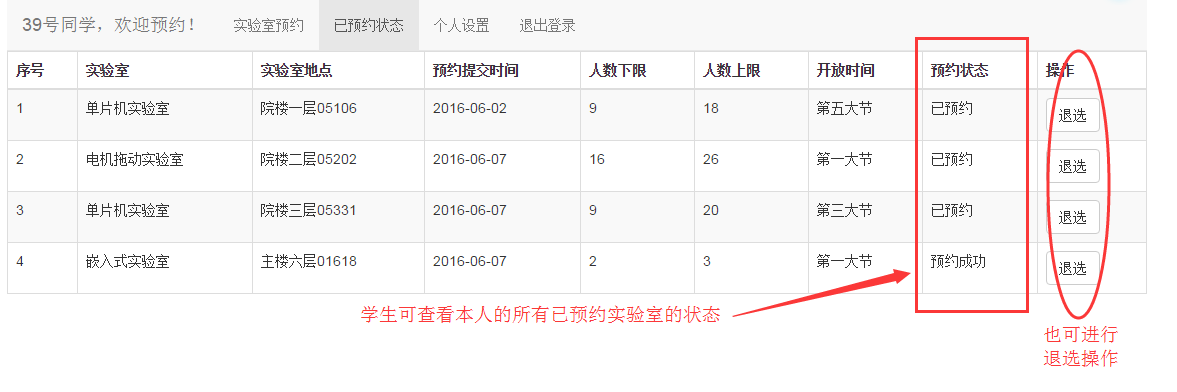 39号同学，欢迎预约！ 实验室预约 已预约状态 个人设置 退出登录
序号 实验室 实验室地点 预约提交时间 人数下限 人数上限 开放时间 预约状态 操作
1 单片机实验室 院楼一层05106 2016-06-02 9 18 第五大节 已预约 退选
2 电机拖动实验室 院楼二层05202 2016-06-07 16 26 第一大节 已预约 退选
3 单片机实验室 院楼三层05331 2016-06-07 9 20 第三大节 已预约 退选
4 嵌入式实验室 主楼六层01618 2016-06-07 2 3 第一大节 预约成功 退选
学生可查看本人的所有已预约实验室的状态
也可进行
退选操作